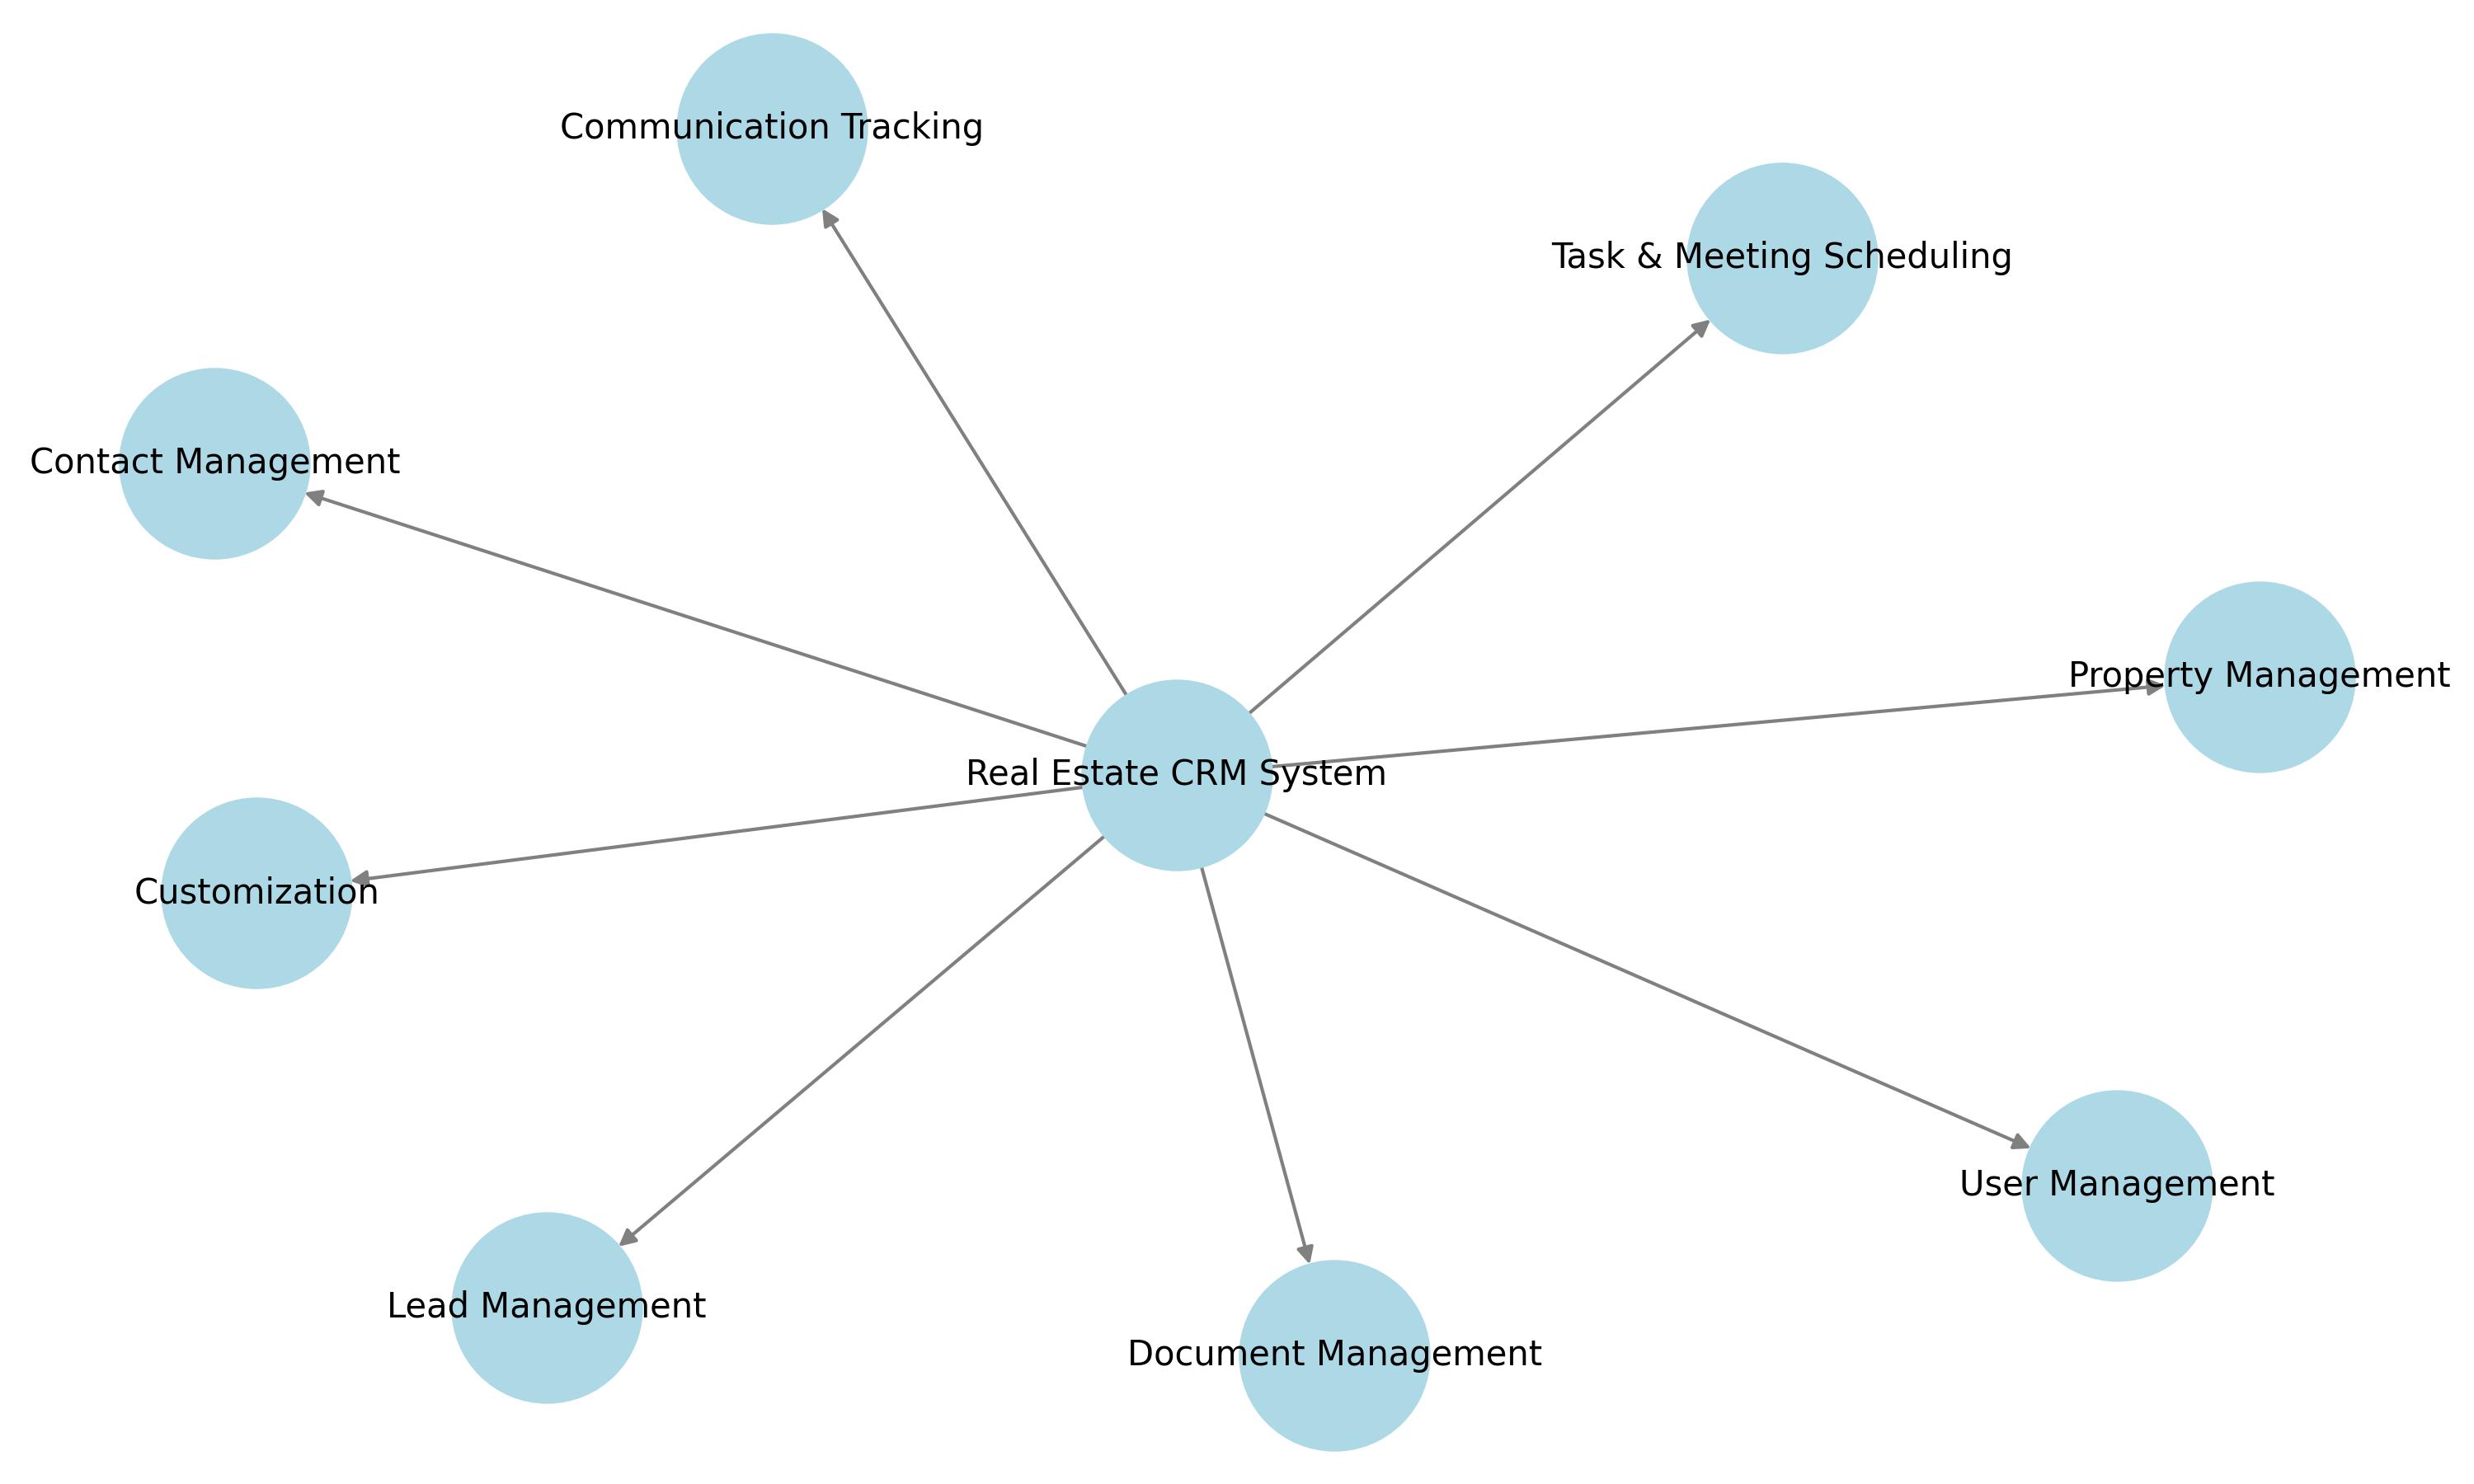 Communication Tracking
Task & Meeting Scheduling
Contact Management
Property Management
Real Estate CRM System
Customization
User Management
Lead Management
Document Management